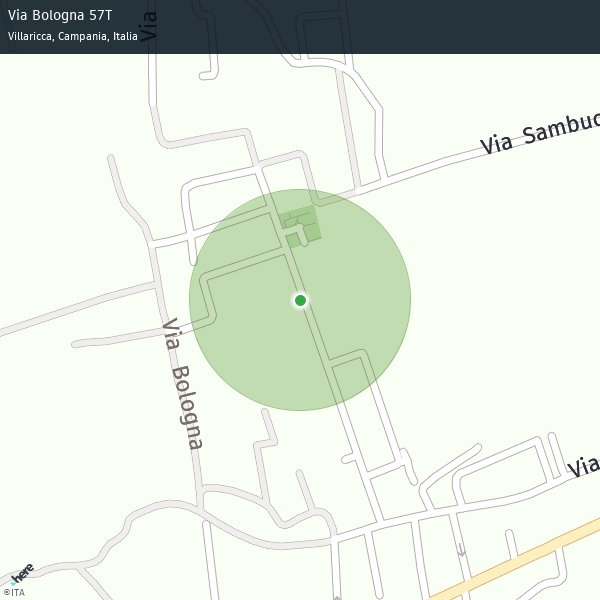 Via Bologna 57T
Villaricca, Campania, Italia
Via
Via Sambuc
Via Bologna
Via
here
©ITA